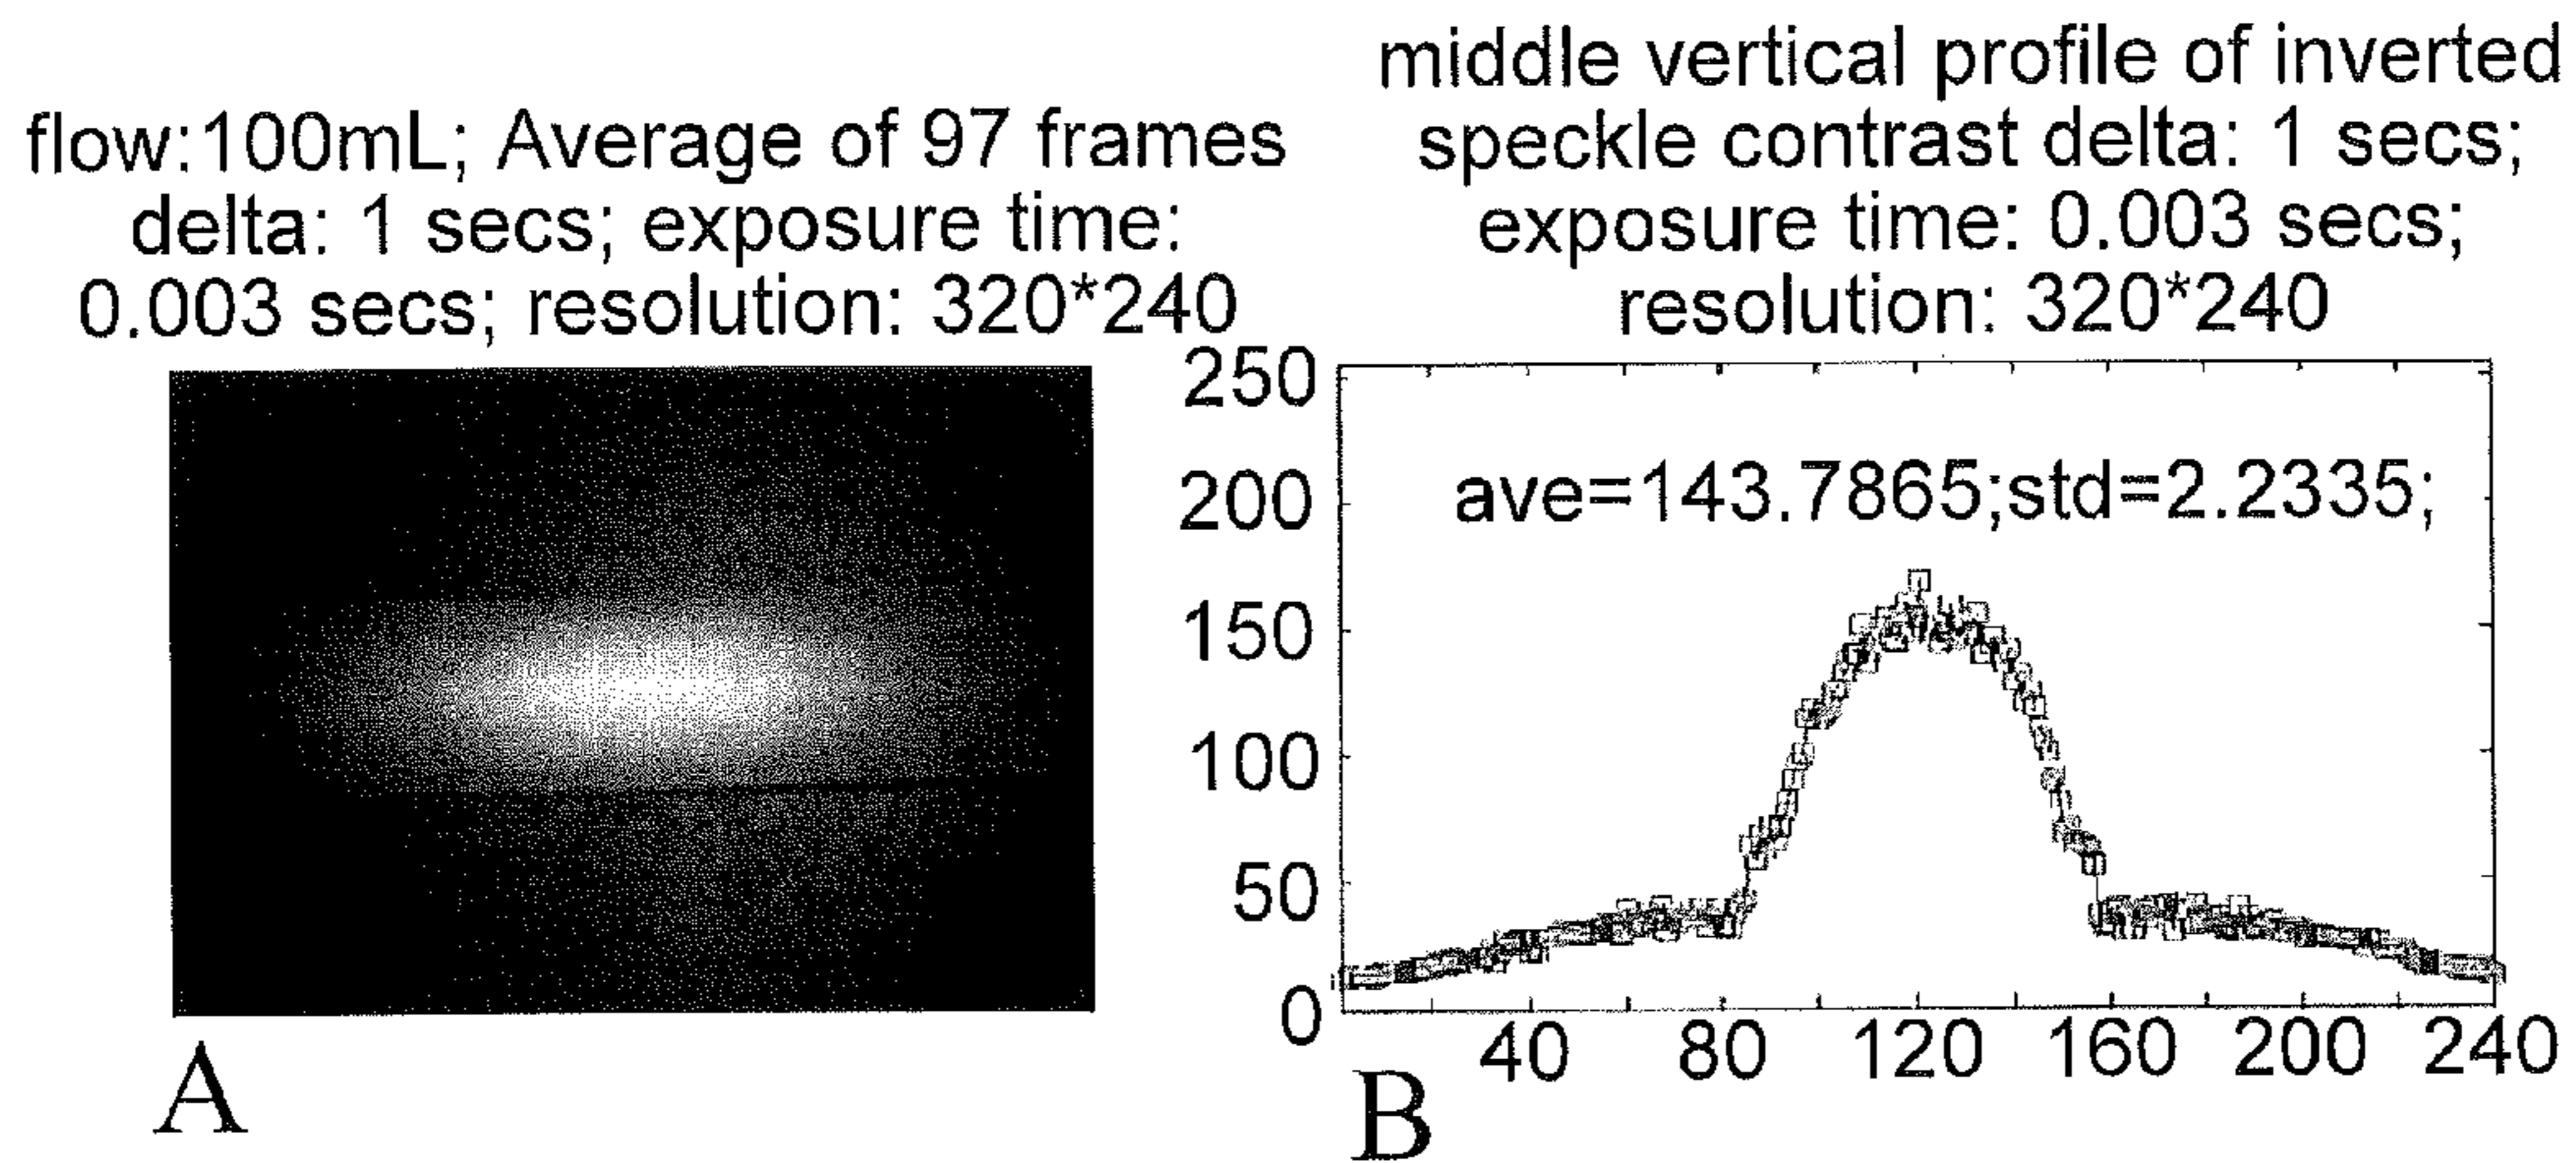 flow:100mL; Average of 97 frames
delta: 1 secs; exposure time:
0.003 secs; resolution: 320*240
A
middle vertical profile of inverted
speckle contrast delta: 1 secs;
exposure time: 0.003 secs;
resolution: 320*240
250
200
150
100
50
0
ave=143.7865;std=2.2335;
40 80 120 160 200 240
B